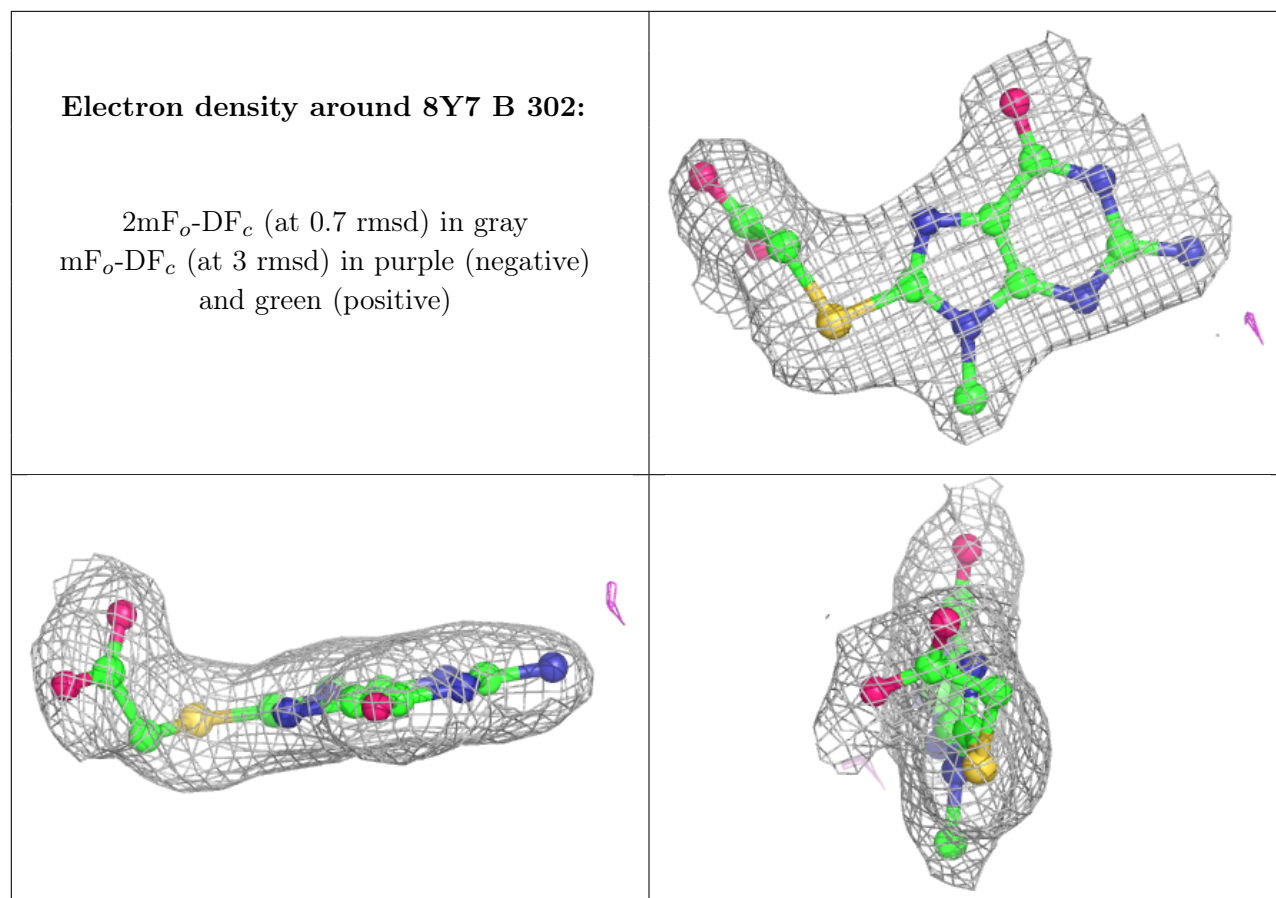 Electron density around 8Y7 B 302:
2mFo-DFc (at 0.7 rmsd) in gray
mFo-DFc (at 3 rmsd) in purple (negative)
and green (positive)